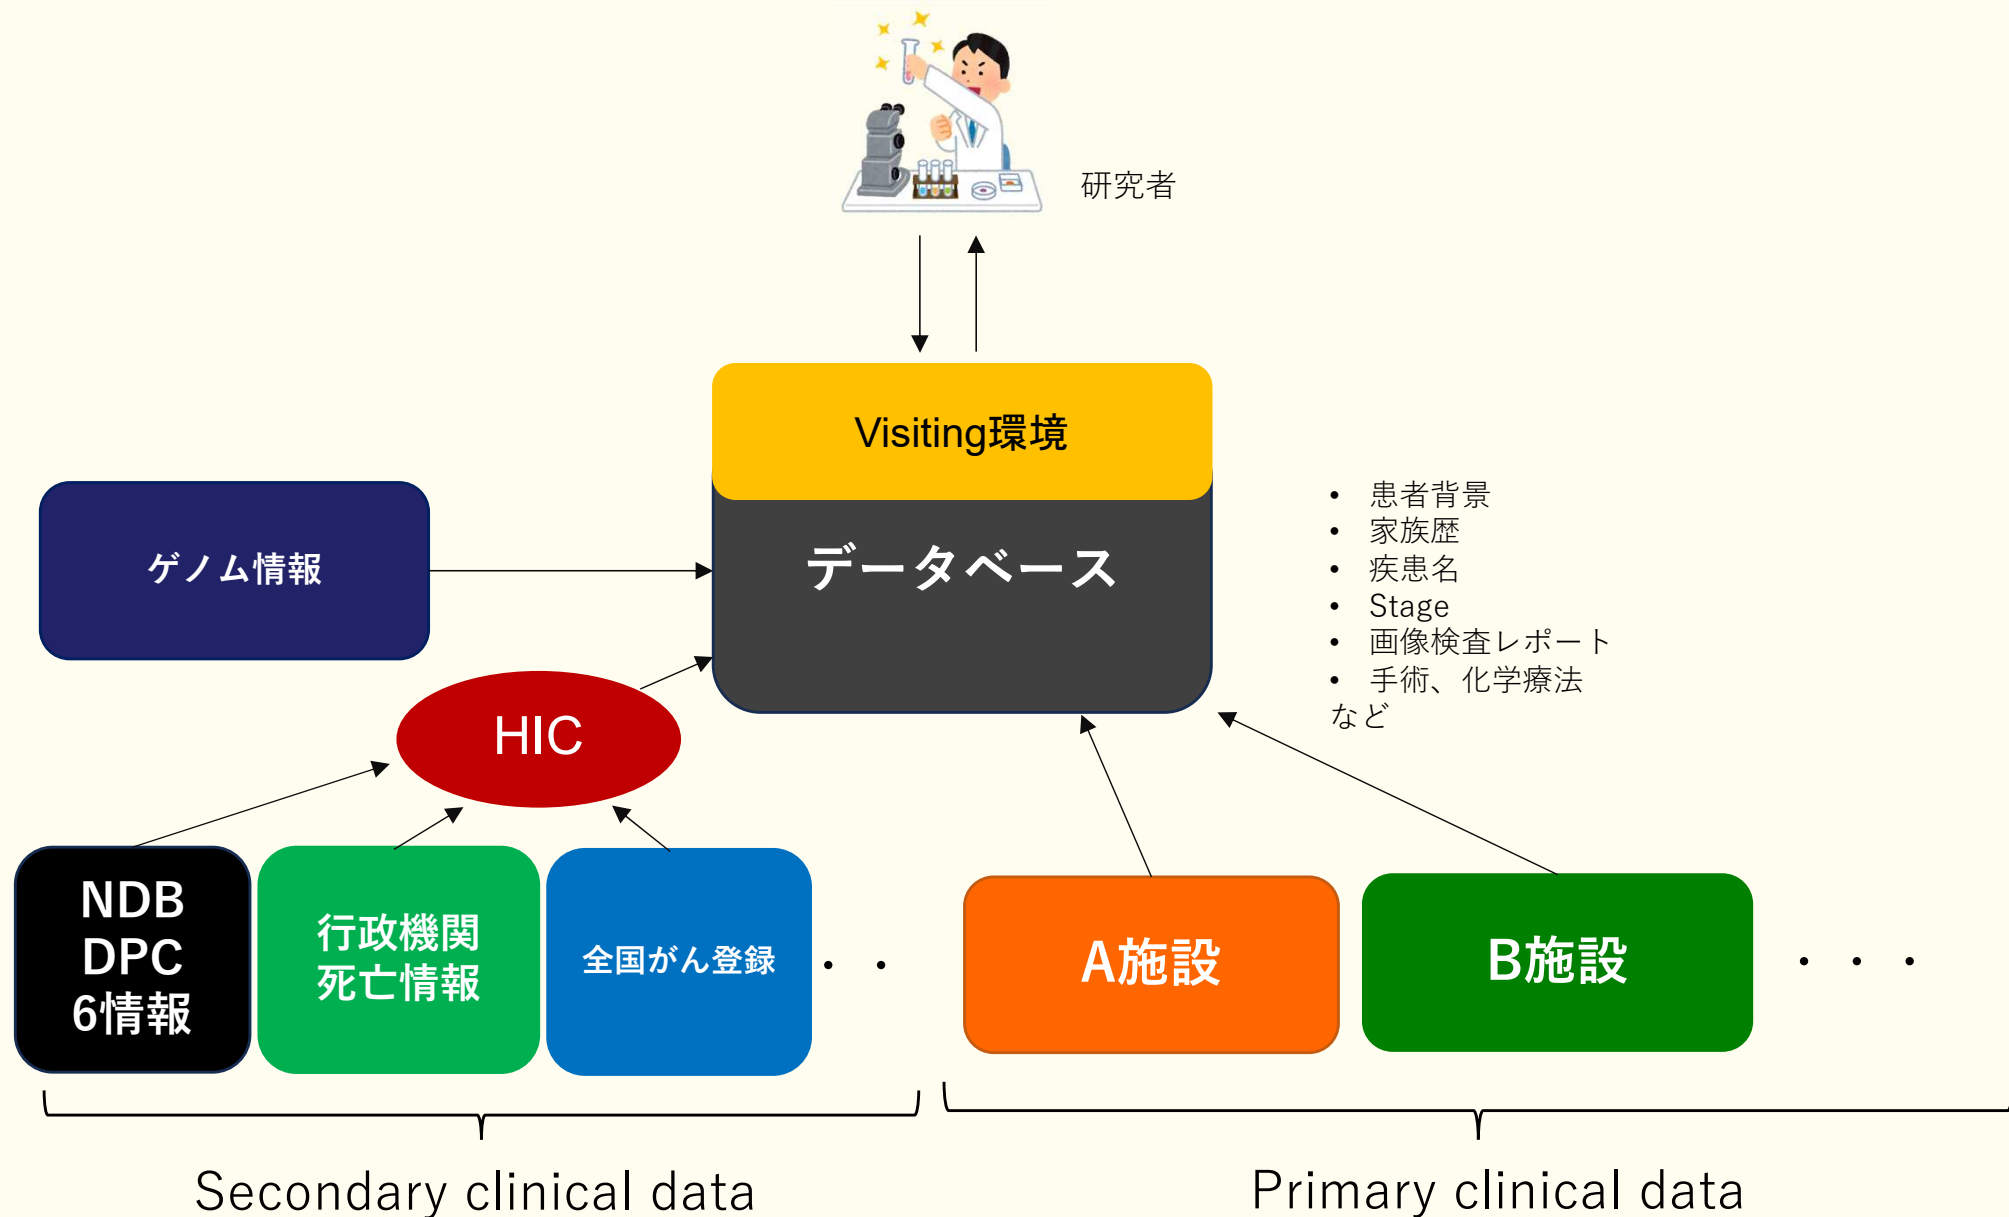 研究者
Visiting環境
データベース
ゲノム情報
• 患者背景
• 家族歴
• 疾患名
• Stage
• 画像検査レポート
• 手術、化学療法
など
HIC
NDB
DPC
6情報
行政機関
死亡情報
全国がん登録
・・
A施設
B施設
・・・
Secondary clinical data
Primary clinical data